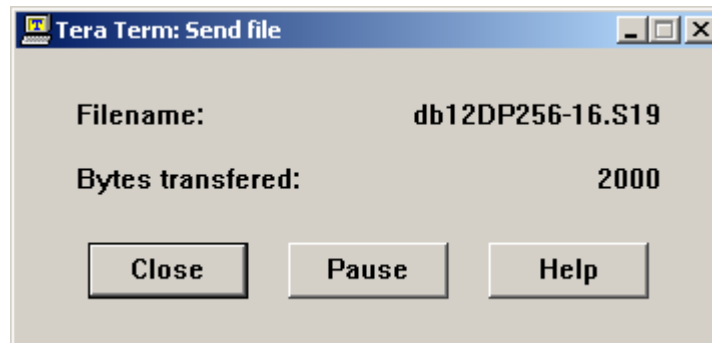 Tera Term: Send file
Filename: db12DP256-16.S19
Bytes transfered: 2000
Close Pause Help